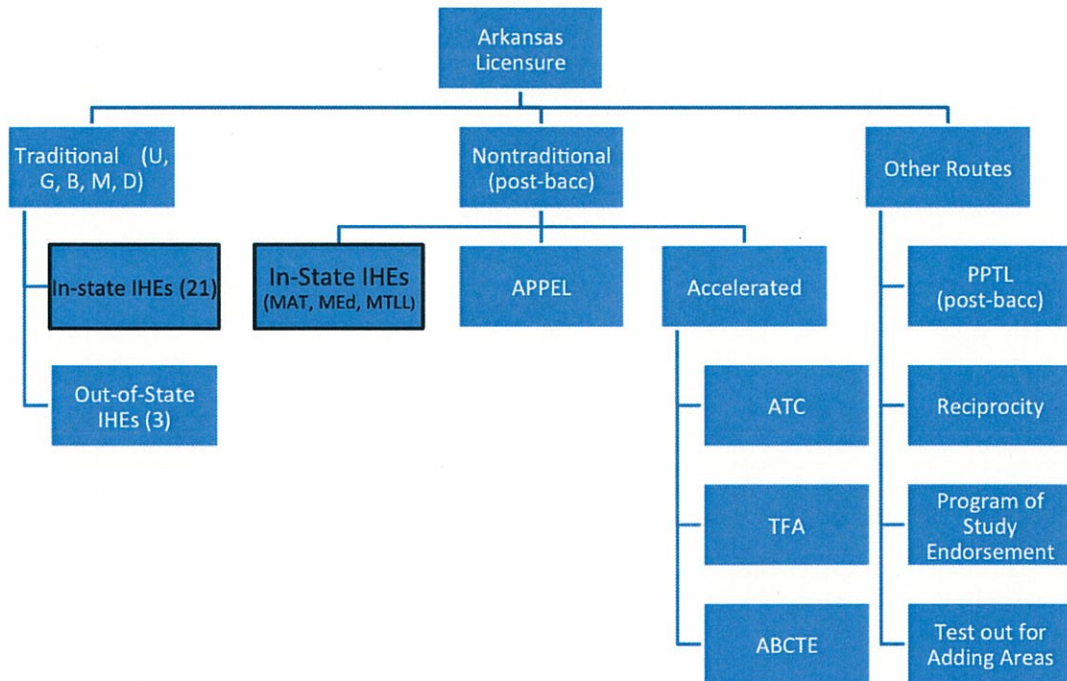 Arkansas
Licensure
Traditional (U,
G, B, M, D)
Nontraditional
(post-bacc)
Other Routes
In-state IHEs (21)
In-State IHEs
(MAT, MEd, MTLL)
APPEL
Accelerated
PPTL
(post-bacc)
Out-of-State
IHEs (3)
ATC
Reciprocity
TFA
Program of
Study
Endorsement
ABCTE
Test out for
Adding Areas